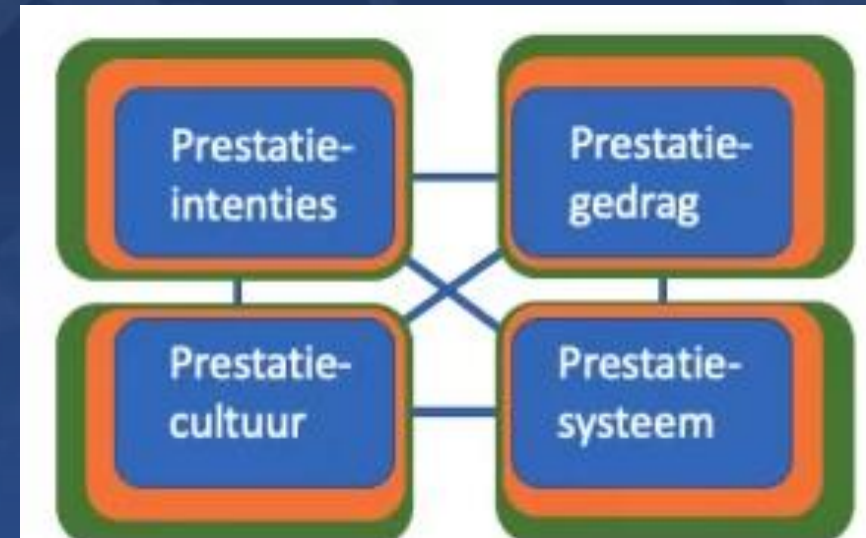 Prestatie-
intenties
Prestatie-
gedrag
Prestatie-
cultuur
Prestatie-
systeem